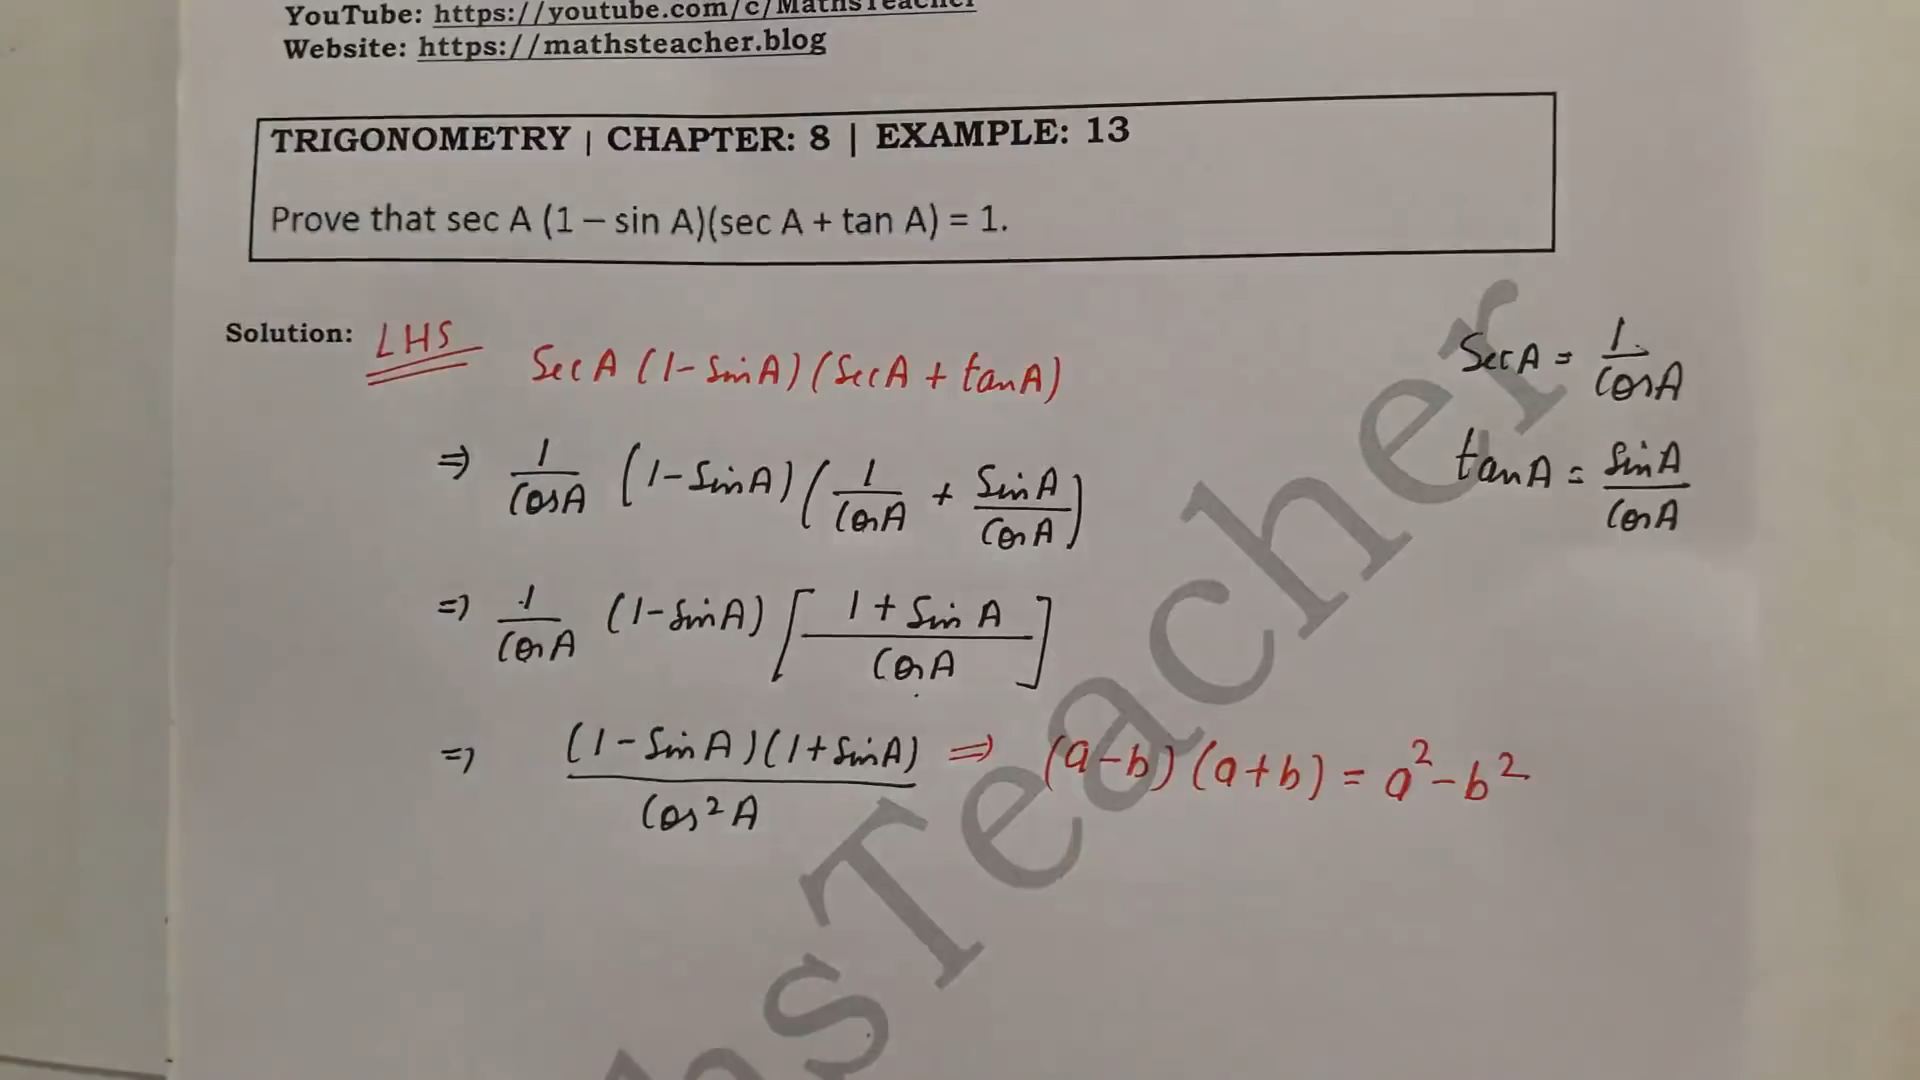 YouTube: https://youtube.com/c/MathsTeacher
Website: https://mathsteacher.blog
TRIGONOMETRY | CHAPTER: 8 | EXAMPLE: 13
Prove that sec A (1 – sin A)(sec A + tan A) = 1.
Solution: LHS
Sec A (1 - Sin A) (Sec A + tan A)
Sec A = 1 / Cos A
⇒ 1 / Cos A (1 - Sin A) (1 / Cos A + Sin A / Cos A)
tan A = Sin A / Cos A
⇒ 1 / Cos A (1 - Sin A) [1 + Sin A / Cos A]
⇒ (1 - Sin A)(1 + Sin A) / Cos²A ⇒ (a - b) (a + b) = a² - b²
hsTeacher